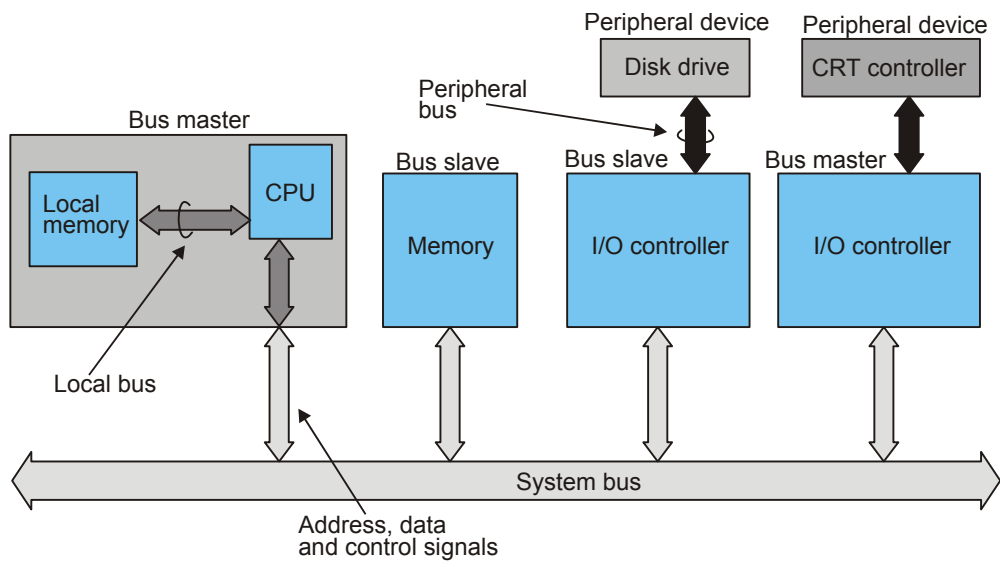 Peripheral device
Peripheral device
Disk drive
CRT controller
Peripheral
bus
Bus master
Bus slave
Bus slave
Bus master
Local
memory
CPU
Memory
I/O controller
I/O controller
Local bus
System bus
Address, data
and control signals